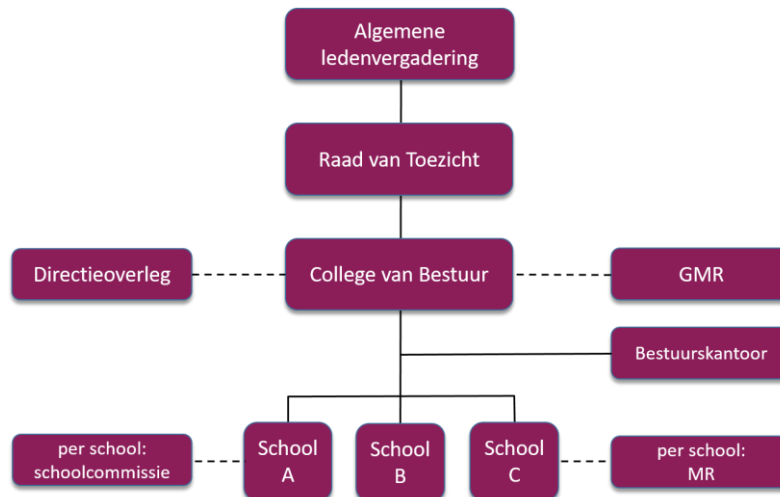 Algemene
ledenvergadering
Raad van Toezicht
Directieoverleg
College van Bestuur
GMR
Bestuurskantoor
per school:
schoolcommissie
School
A
School
B
School
C
per school:
MR